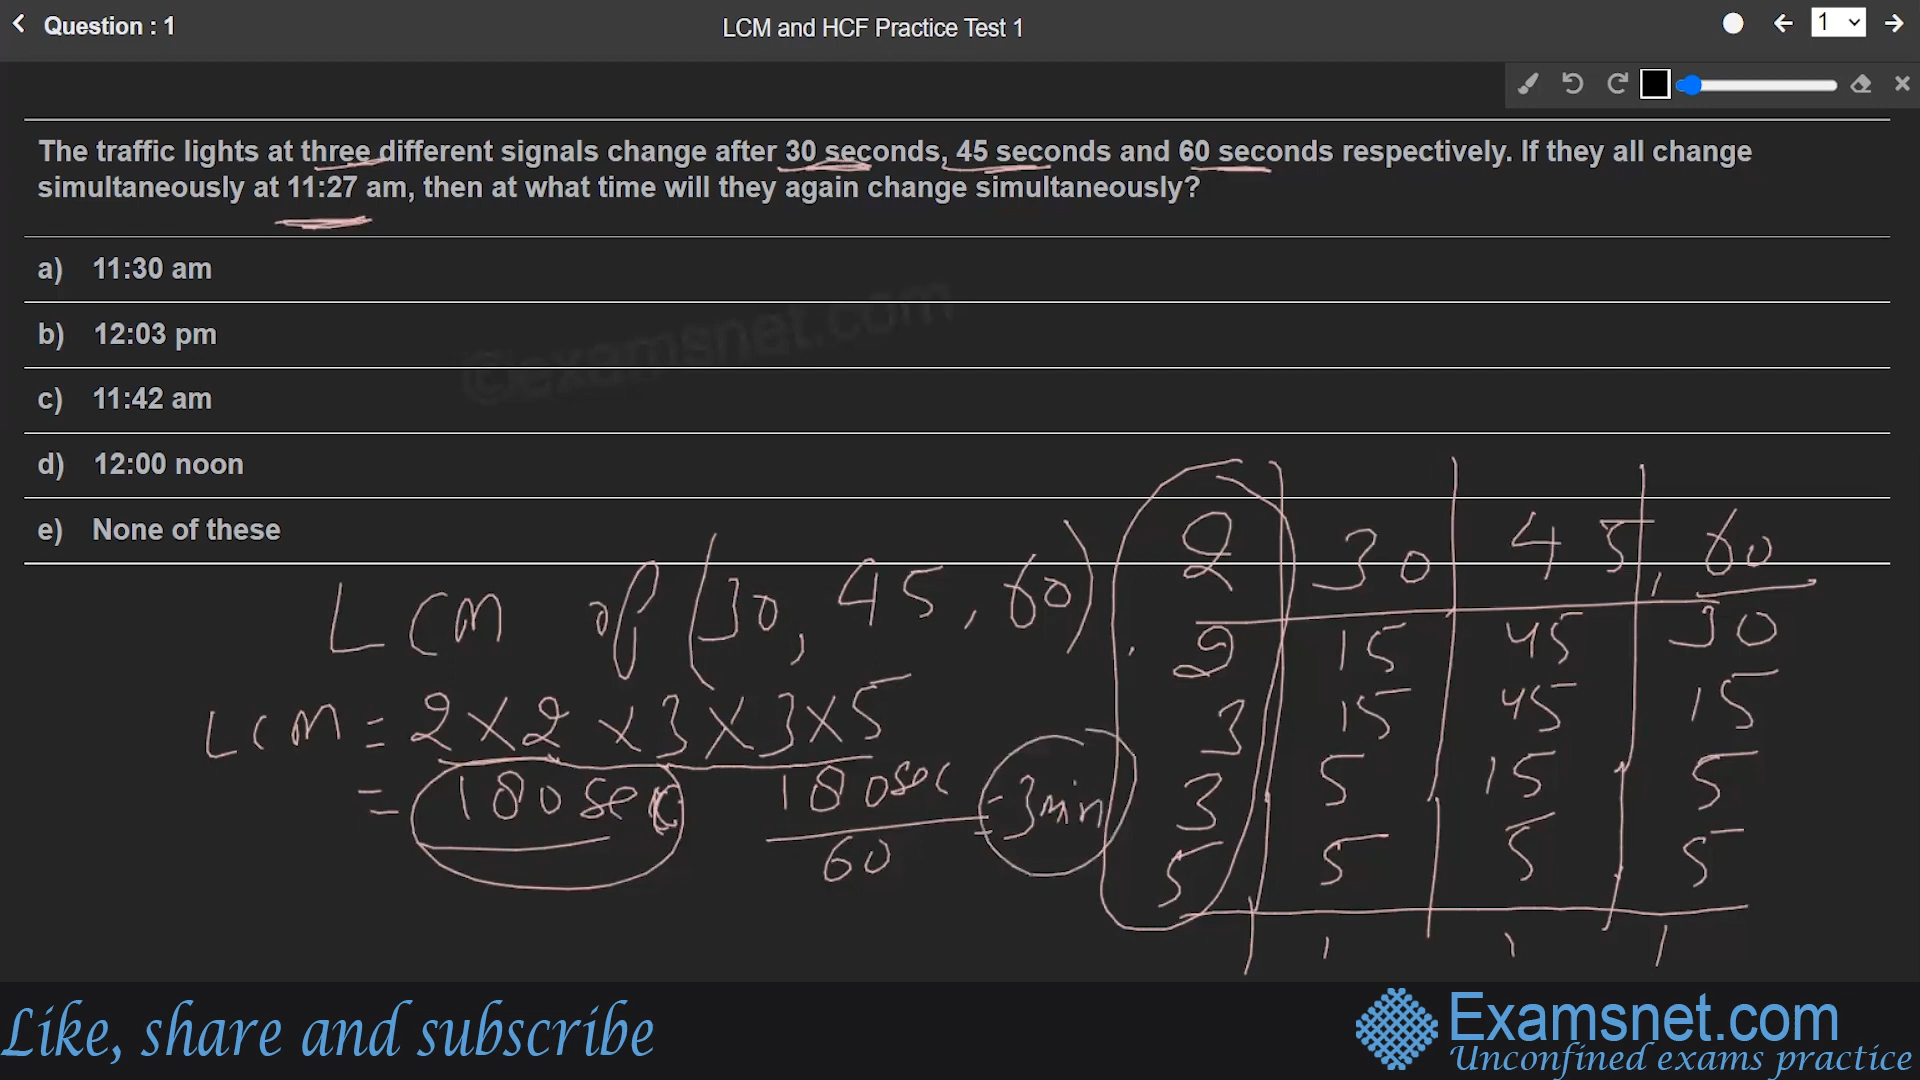 Question : 1
LCM and HCF Practice Test 1
1
The traffic lights at three different signals change after 30 seconds, 45 seconds and 60 seconds respectively. If they all change
simultaneously at 11:27 am, then at what time will they again change simultaneously?
a) 11:30 am
b) 12:03 pm
c) 11:42 am
d) 12:00 noon
e) None of these
©examsnet.com
LCM of (30, 45, 60)
LCM = 2 X 2 X 3 X 3 X 5
= 180 sec
180 sec
60
= 3 min
2 30 45, 60
2 15 45 30
3 15 45 15
3 5 15 5
5 5 5 5
1 1 1
Like, share and subscribe
Examsnet.com
Unconfined exams practice